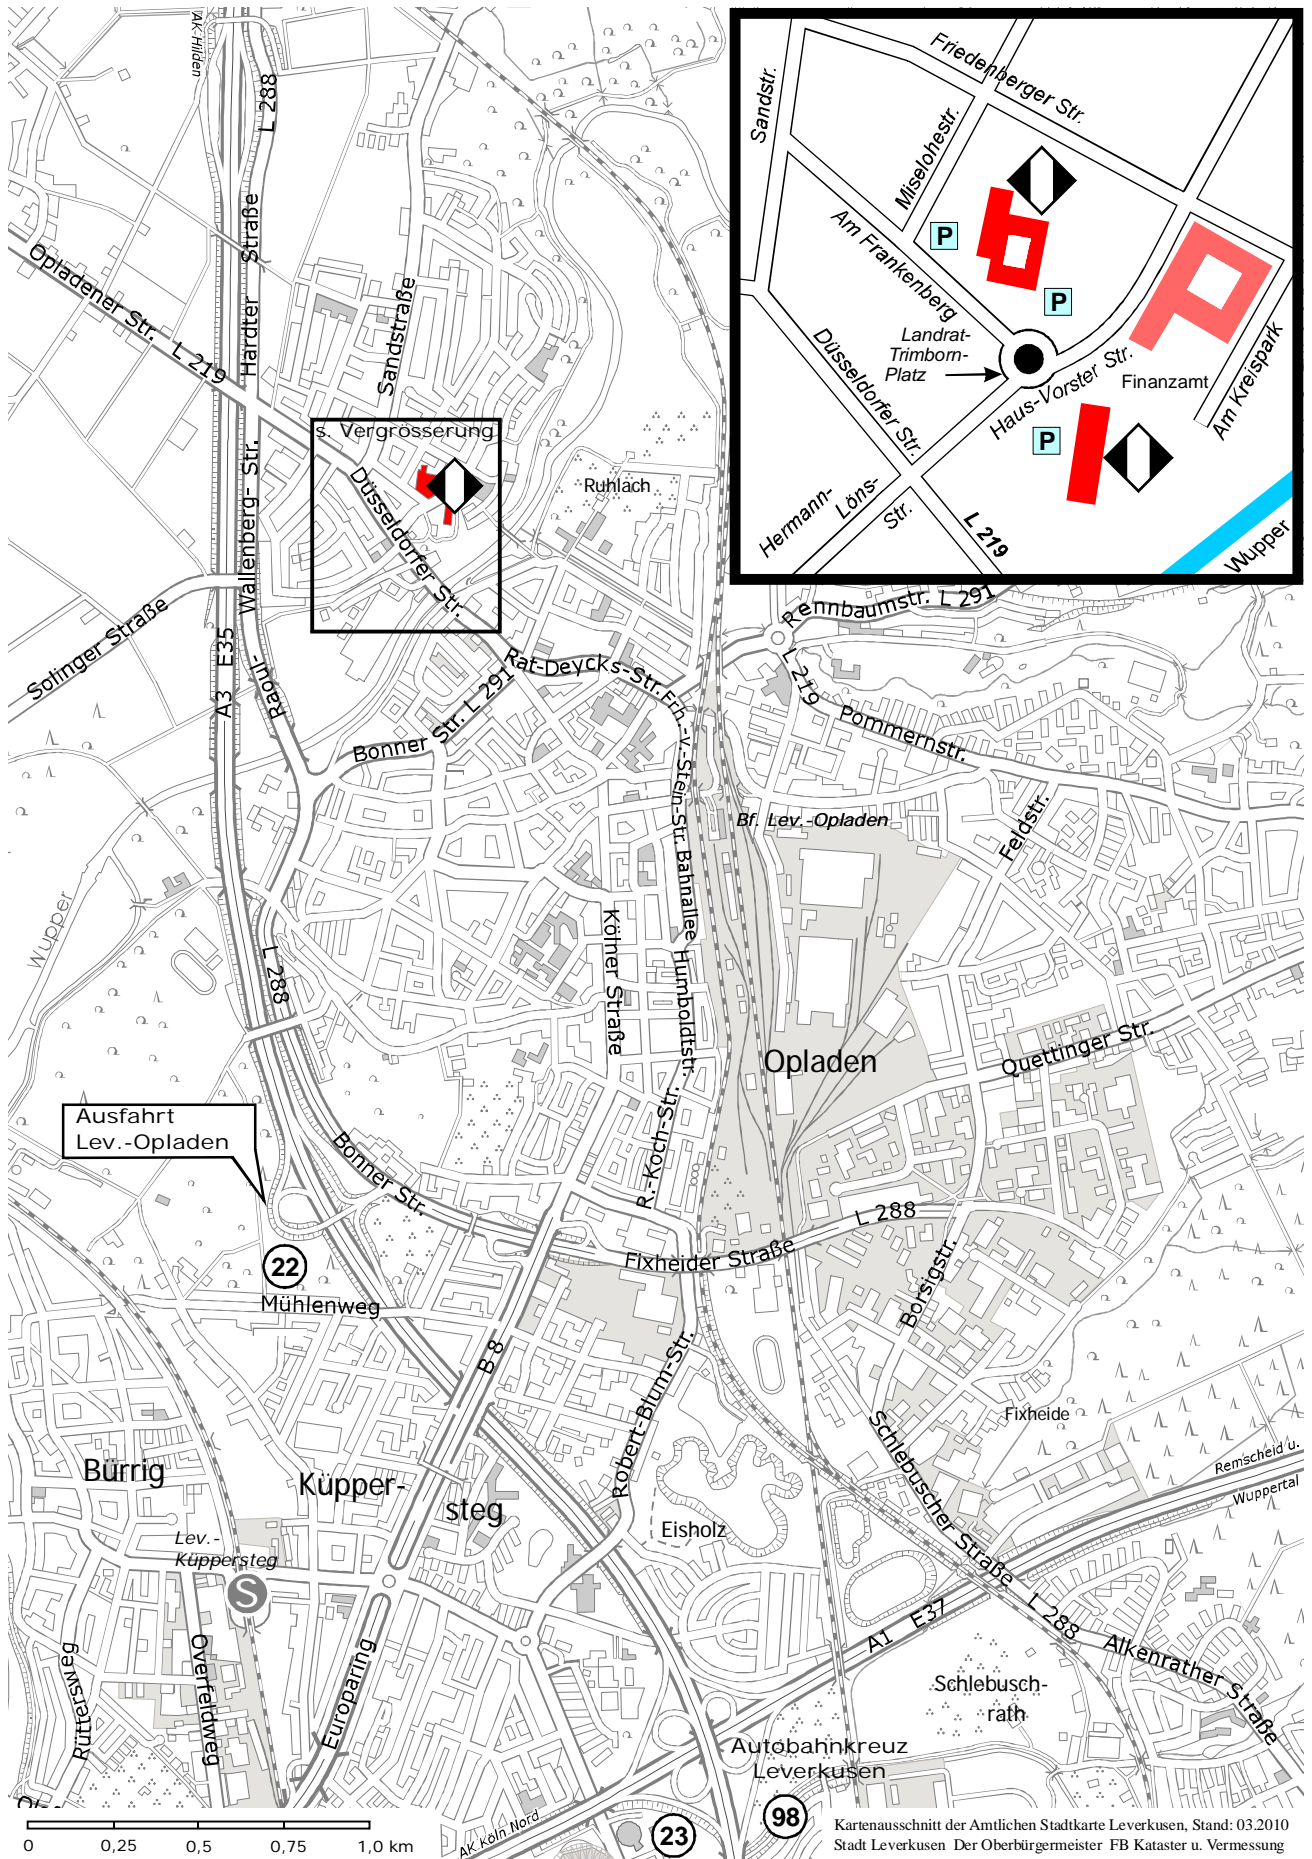 AK-Hilden
L 288
Hardter Straße
Opladener Str. L 219
Sandstraße
s. Vergrösserung
Düsseldorfer Str.
Ruhlach
Wallenberg- Str.
Raoul-
Solinger Straße
A3 E35
Rat-Deycks-Str.
Bonner Str. L 291
Frh.-v.-Stein-Str.
Bahnallee
Rennbaumstr. L 291
L 219
Pommernstr.
Feldstr.
Bf. Lev.-Opladen
Wupper
L 288
Kölner Straße
Humboldtstr.
Opladen
Quettinger Str.
R.-Koch-Str.
Ausfahrt
Lev.-Opladen
Bonner Str.
L 288
Fixheider Straße
22
Mühlenweg
B 8
Borsigstr.
Robert-Blum-Str.
Fixheide
Schlebuscher Straße
Remscheid u.
Wuppertal
Bürrig
Küpper-
steg
Eisholz
Lev.-
Küppersteg
S
A1 E37
L 288
Alkenrather Straße
Rüttersweg
Overfeldweg
Europaring
Schlebusch-
rath
Autobahnkreuz
Leverkusen
AK Köln Nord
23
98
0 0,25 0,5 0,75 1,0 km
Kartenausschnitt der Amtlichen Stadtkarte Leverkusen, Stand: 03.2010
Stadt Leverkusen Der Oberbürgermeister FB Kataster u. Vermessung
Sandstr.
Friedenberger Str.
Miselohestr.
P
Am Frankenberg
P
Landrat-
Trimborn-
Platz
Düsseldorfer Str.
Haus-Vorster Str.
Finanzamt
Am Kreispark
P
Hermann-
Löns-
Str.
L 219
Wupper